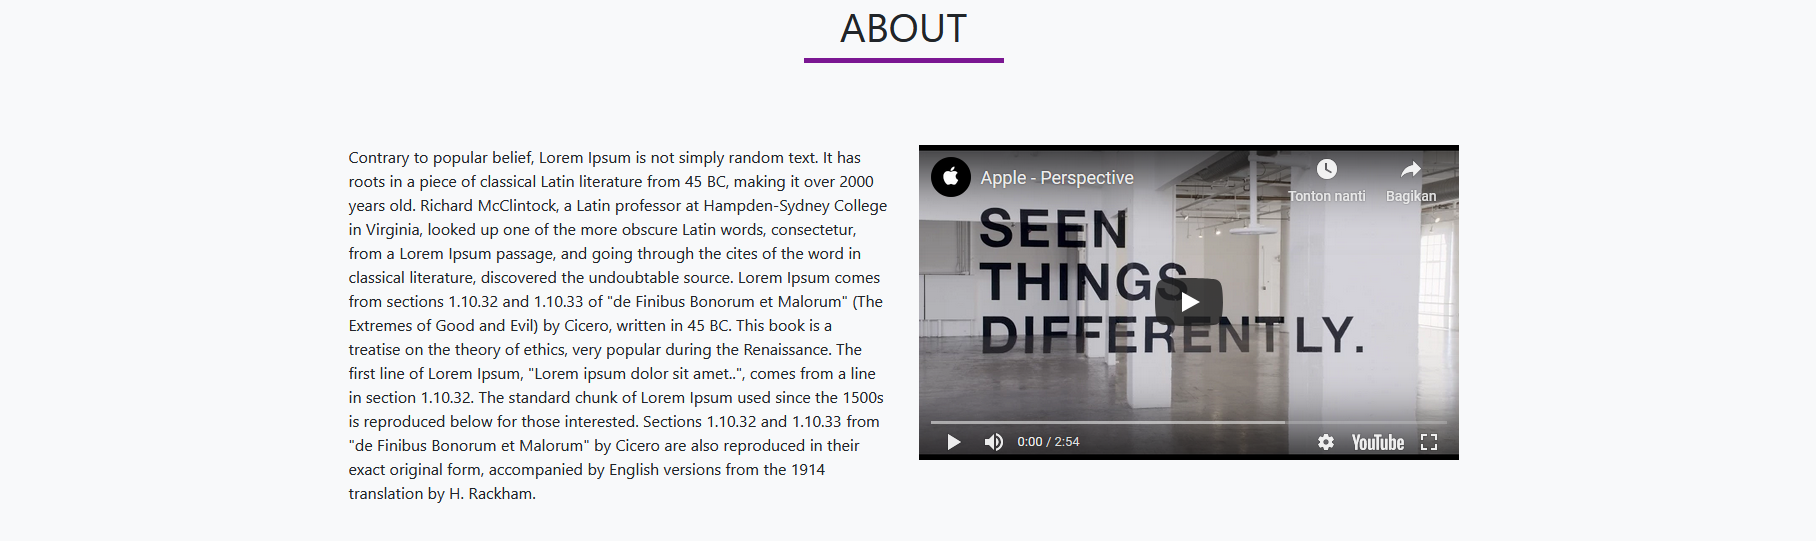 ABOUT
Contrary to popular belief, Lorem Ipsum is not simply random text. It has
roots in a piece of classical Latin literature from 45 BC, making it over 2000
years old. Richard McClintock, a Latin professor at Hampden-Sydney College
in Virginia, looked up one of the more obscure Latin words, consectetur,
from a Lorem Ipsum passage, and going through the cites of the word in
classical literature, discovered the undoubtable source. Lorem Ipsum comes
from sections 1.10.32 and 1.10.33 of "de Finibus Bonorum et Malorum" (The
Extremes of Good and Evil) by Cicero, written in 45 BC. This book is a
treatise on the theory of ethics, very popular during the Renaissance. The
first line of Lorem Ipsum, "Lorem ipsum dolor sit amet..", comes from a line
in section 1.10.32. The standard chunk of Lorem Ipsum used since the 1500s
is reproduced below for those interested. Sections 1.10.32 and 1.10.33 from
"de Finibus Bonorum et Malorum" by Cicero are also reproduced in their
exact original form, accompanied by English versions from the 1914
translation by H. Rackham.
Apple - Perspective
Tonton nanti
Bagikan
SEEN
THINGS
DIFFERENTLY.
0:00 / 2:54
YouTube